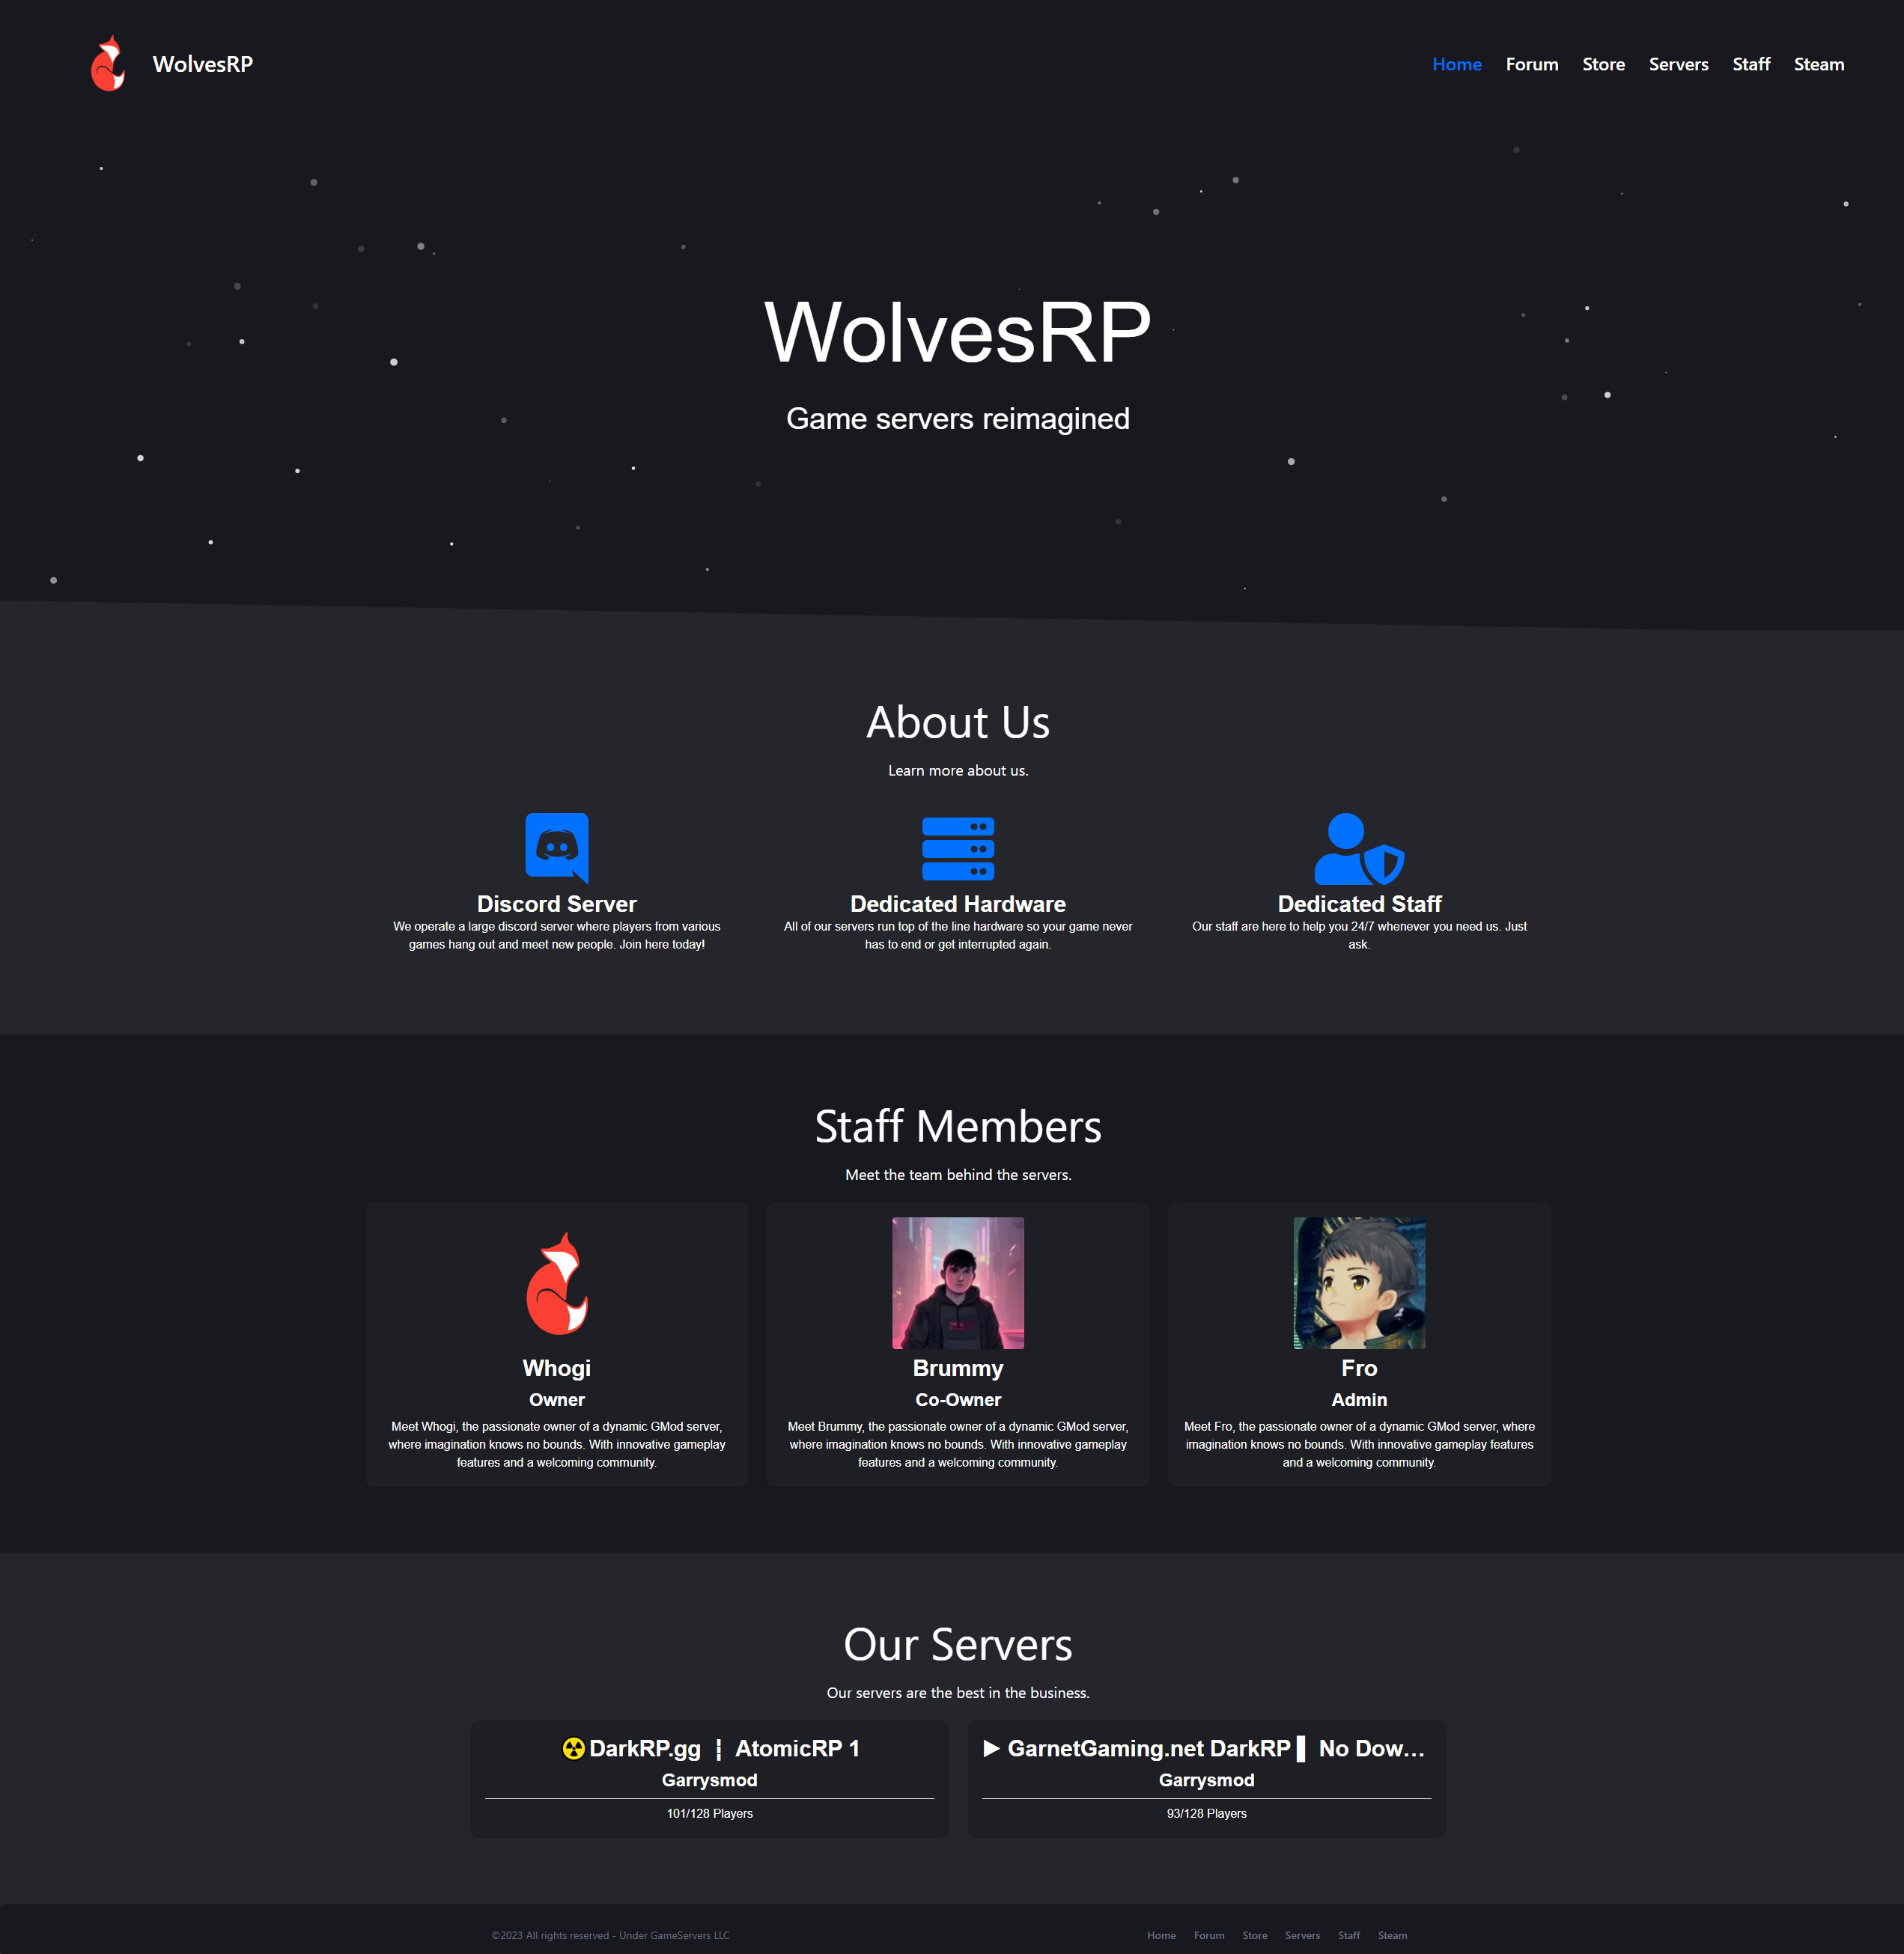 WolvesRP
Home Forum Store Servers Staff Steam
WolvesRP
Game servers reimagined
About Us
Learn more about us.
Discord Server
We operate a large discord server where players from various
games hang out and meet new people. Join here today!
Dedicated Hardware
All of our servers run top of the line hardware so your game never
has to end or get interrupted again.
Dedicated Staff
Our staff are here to help you 24/7 whenever you need us. Just
ask.
Staff Members
Meet the team behind the servers.
Whogi
Owner
Meet Whogi, the passionate owner of a dynamic GMod server,
where imagination knows no bounds. With innovative gameplay
features and a welcoming community.
Brummy
Co-Owner
Meet Brummy, the passionate owner of a dynamic GMod server,
where imagination knows no bounds. With innovative gameplay
features and a welcoming community.
Fro
Admin
Meet Fro, the passionate owner of a dynamic GMod server, where
imagination knows no bounds. With innovative gameplay features
and a welcoming community.
Our Servers
Our servers are the best in the business.
☢️DarkRP.gg ┋ AtomicRP 1
Garrysmod
101/128 Players
▶ GarnetGaming.net DarkRP ▌ No Dow...
Garrysmod
93/128 Players
©2023 All rights reserved - Under GameServers LLC
Home Forum Store Servers Staff Steam